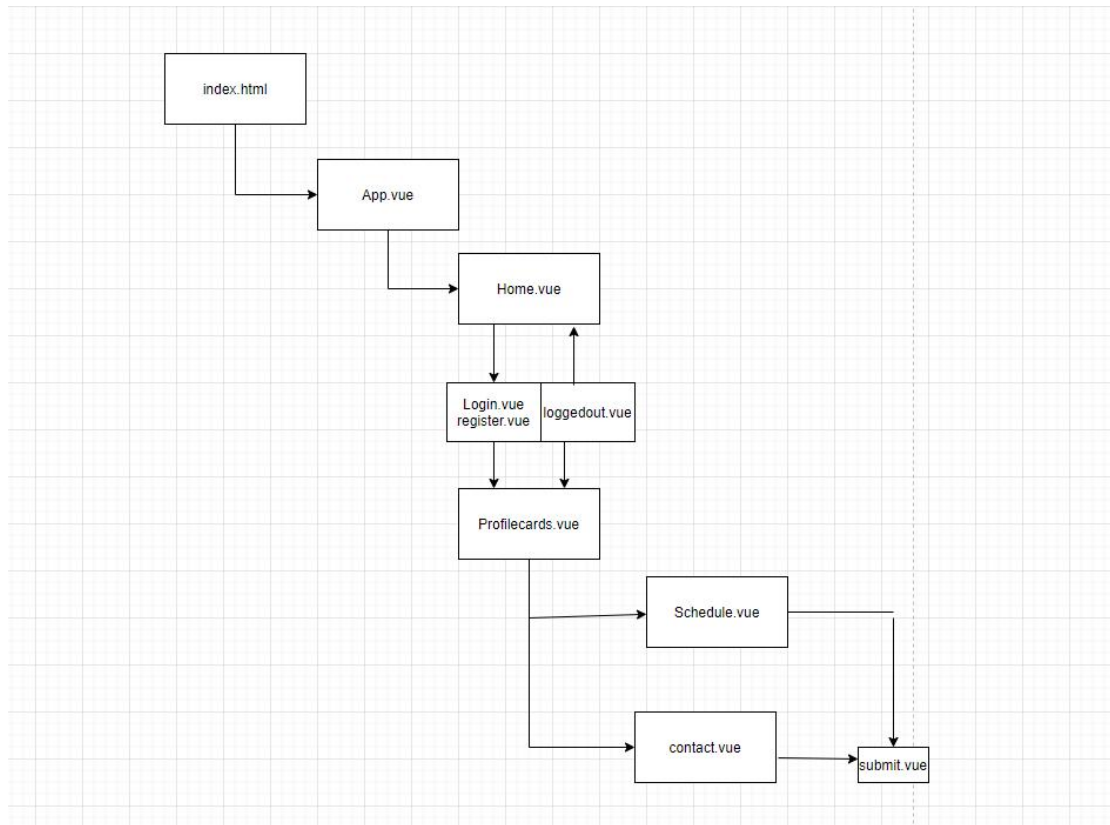 index.html
App.vue
Home.vue
Login.vue
register.vue
loggedout.vue
Profilecards.vue
Schedule.vue
contact.vue
submit.vue